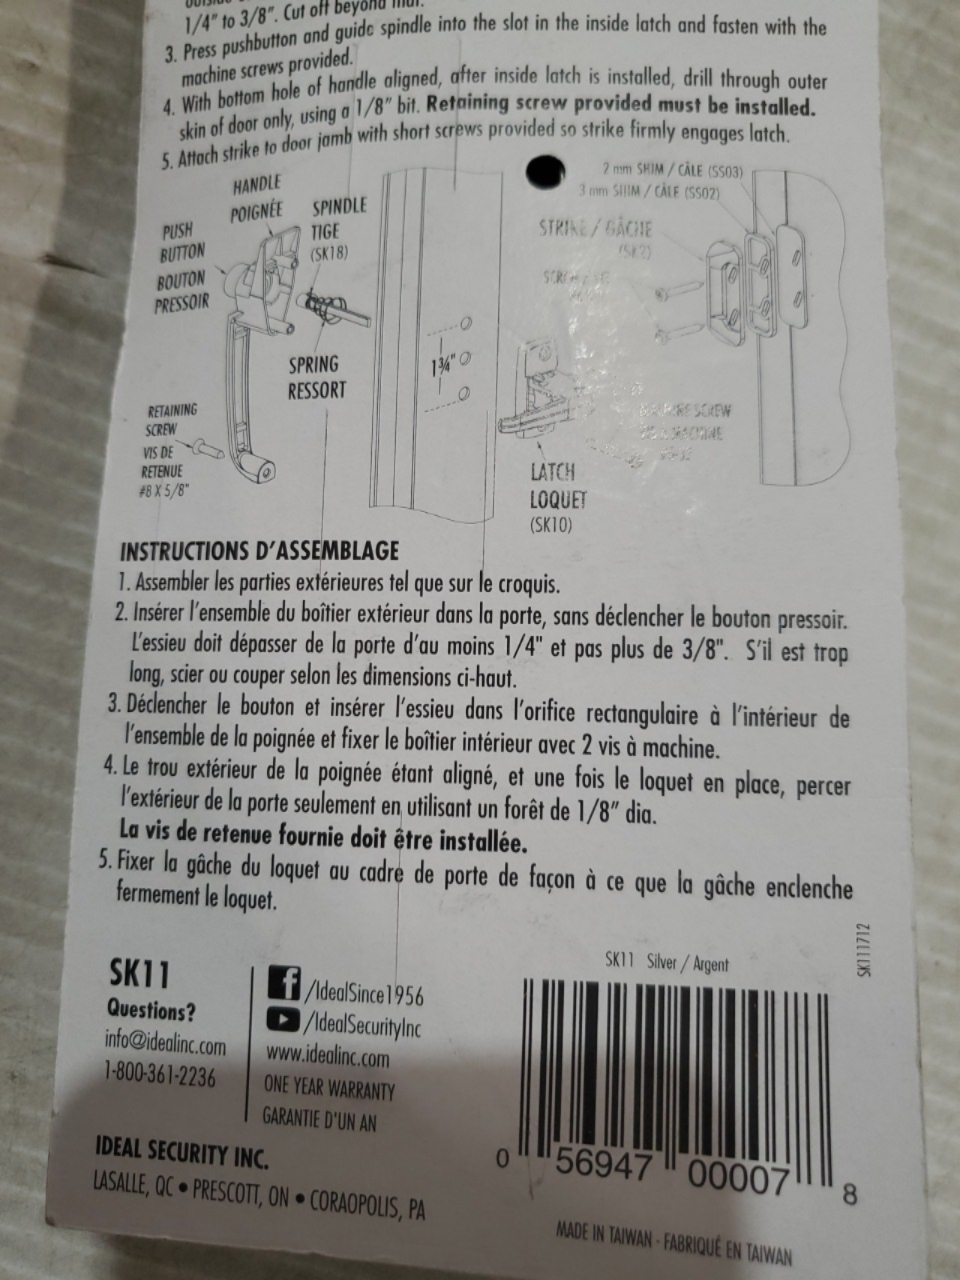 1/4" to 3/8". Cut off beyond
3. Press pushbutton and guide spindle into the slot in the inside latch and fasten with the
machine screws provided.
4. With bottom hole of handle aligned, after inside latch is installed, drill through outer
skin of door only, using a 1/8" bit. Retaining screw provided must be installed.
5. Attach strike to door jamb with short screws provided so strike firmly engages latch.
HANDLE
POIGNÉE
PUSH
BUTTON
BOUTON
PRESSOIR
SPINDLE
TIGE
(SK18)
SPRING
RESSORT
RETAINING
SCREW
VIS DE
RETENUE
#8 X 5/8"
1¾"
2 mm SHIM / CÂLE (SS03)
3 mm SHIM / CÂLE (SS02)
STRIKE / GÂCHE
LATCH
LOQUET
(SK10)
SCREW
MACHINE
INSTRUCTIONS D'ASSEMBLAGE
1. Assembler les parties extérieures tel que sur le croquis.
2. Insérer l'ensemble du boîtier extérieur dans la porte, sans déclencher le bouton pressoir.
L'essieu doit dépasser de la porte d'au moins 1/4" et pas plus de 3/8". S'il est trop
long, scier ou couper selon les dimensions ci-haut.
3. Déclencher le bouton et insérer l'essieu dans l'orifice rectangulaire à l'intérieur de
l'ensemble de la poignée et fixer le boîtier intérieur avec 2 vis à machine.
4. Le trou extérieur de la poignée étant aligné, et une fois le loquet en place, percer
l'extérieur de la porte seulement en utilisant un forêt de 1/8" dia.
La vis de retenue fournie doit être installée.
5. Fixer la gâche du loquet au cadre de porte de façon à ce que la gâche enclenche
fermement le loquet.
SK11
Questions?
info@idealinc.com
1-800-361-2236
f /IdealSince1956
/IdealSecurityInc
www.idealinc.com
ONE YEAR WARRANTY
GARANTIE D'UN AN
IDEAL SECURITY INC.
LASALLE, QC • PRESCOTT, ON • CORAOPOLIS, PA
SK11 Silver / Argent
SK111712
0 56947 00007 8
MADE IN TAIWAN - FABRIQUÉ EN TAIWAN